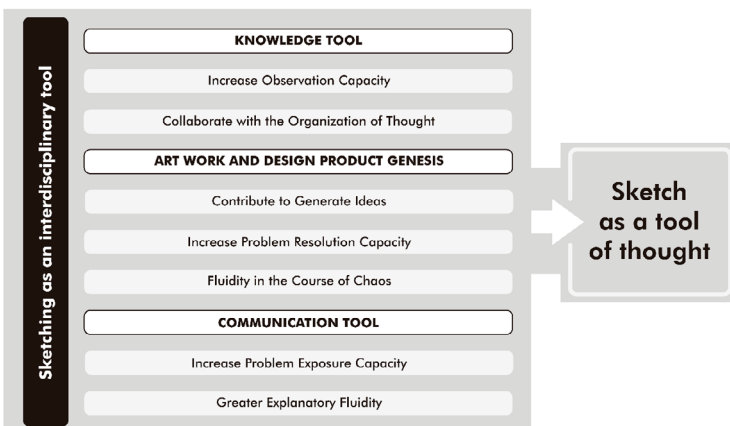 Sketching as an interdisciplinary tool
KNOWLEDGE TOOL
Increase Observation Capacity
Collaborate with the Organization of Thought
ART WORK AND DESIGN PRODUCT GENESIS
Contribute to Generate Ideas
Increase Problem Resolution Capacity
Fluidity in the Course of Chaos
COMMUNICATION TOOL
Increase Problem Exposure Capacity
Greater Explanatory Fluidity
Sketch
as a tool
of thought